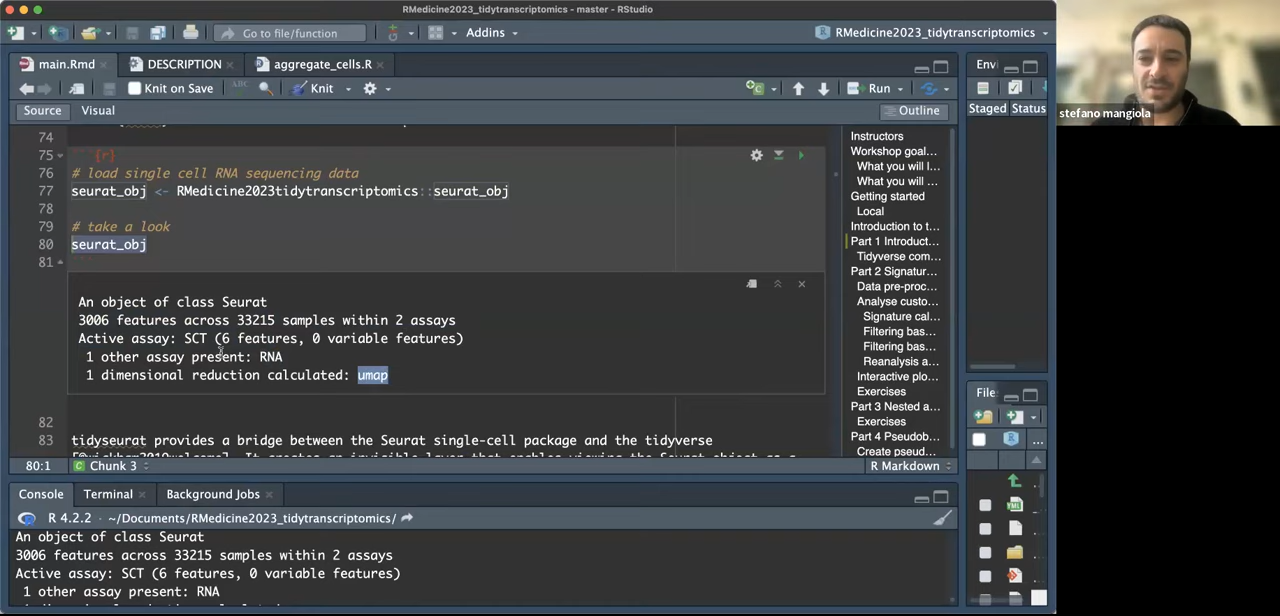 RMedicine2023_tidytranscriptomics - master - RStudio
Go to file/function
Addins
RMedicine2023_tidytranscriptomics
main.Rmd
DESCRIPTION
aggregate_cells.R
Knit on Save
ABC
Knit
Run
Source
Visual
Outline
74
75
{r}
76
# load single cell RNA sequencing data
77
seurat_obj <- RMedicine2023tidytranscriptomics::seurat_obj
78
79
# take a look
80
seurat_obj
81
An object of class Seurat
3006 features across 33215 samples within 2 assays
Active assay: SCT (6 features, 0 variable features)
1 other assay present: RNA
1 dimensional reduction calculated: umap
82
83
tidyseurat provides a bridge between the Seurat single-cell package and the tidyverse
80:1
Chunk 3
R Markdown
Instructors
Workshop goal...
What you will l...
What you will ...
Getting started
Local
Introduction to t...
Part 1 Introduct...
Tidyverse com...
Part 2 Signatur...
Data pre-proc...
Analyse custo...
Signature cal...
Filtering bas...
Filtering bas...
Reanalysis a...
Interactive plo...
Exercises
Part 3 Nested a...
Exercises
Part 4 Pseudob...
Create pseud...
Envi
Staged
Status
Files
Console
Terminal
Background Jobs
R 4.2.2 · ~/Documents/RMedicine2023_tidytranscriptomics/
An object of class Seurat
3006 features across 33215 samples within 2 assays
Active assay: SCT (6 features, 0 variable features)
1 other assay present: RNA
stefano mangiola